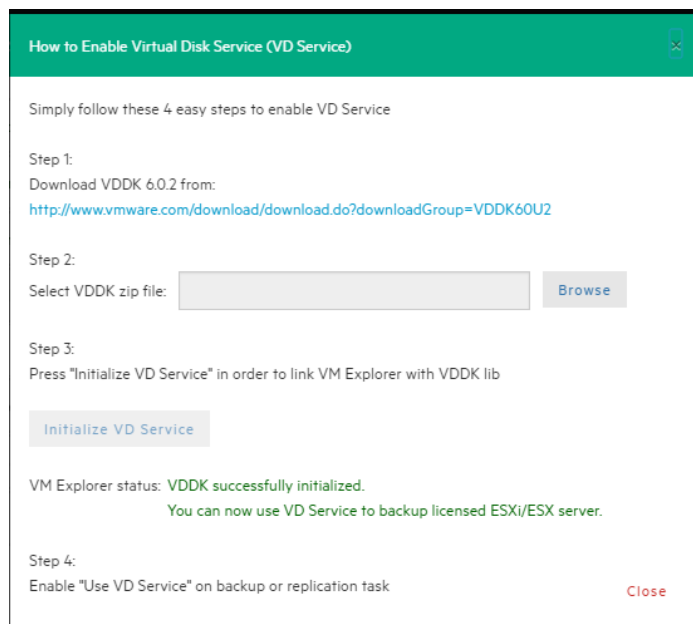 How to Enable Virtual Disk Service (VD Service)
×
Simply follow these 4 easy steps to enable VD Service
Step 1:
Download VDDK 6.0.2 from:
http://www.vmware.com/download/download.do?downloadGroup=VDDK60U2
Step 2:
Select VDDK zip file:
Browse
Step 3:
Press "Initialize VD Service" in order to link VM Explorer with VDDK lib
Initialize VD Service
VM Explorer status: VDDK successfully initialized.
You can now use VD Service to backup licensed ESXi/ESX server.
Step 4:
Enable "Use VD Service" on backup or replication task
Close